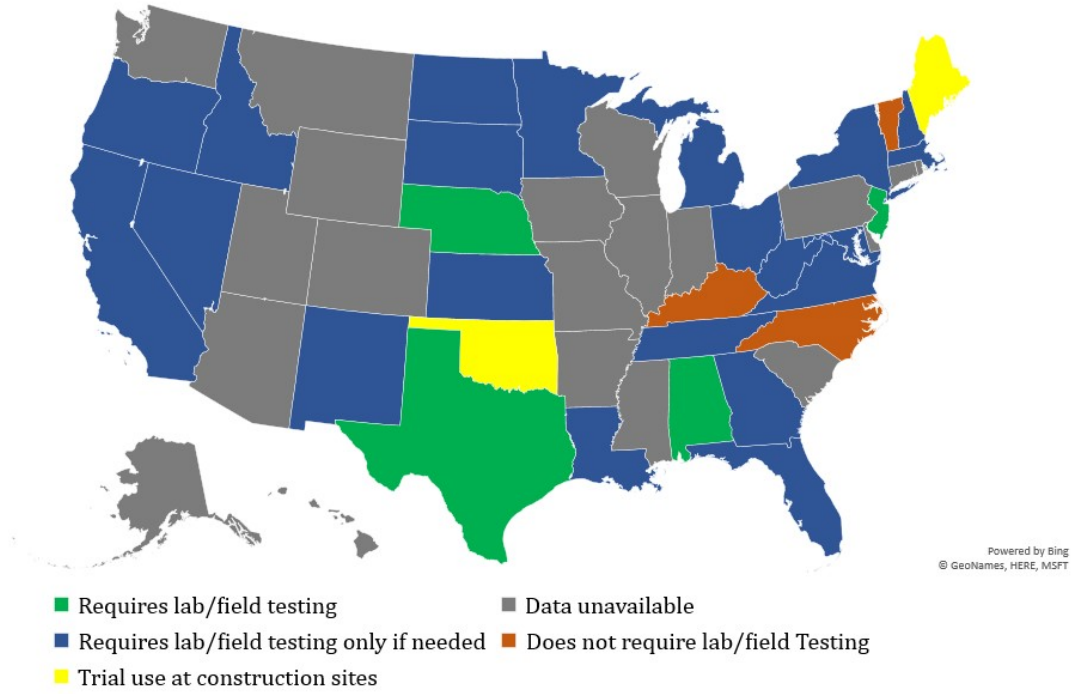 Powered by Bing
© GeoNames, HERE, MSFT
Requires lab/field testing
Data unavailable
Requires lab/field testing only if needed
Does not require lab/field Testing
Trial use at construction sites